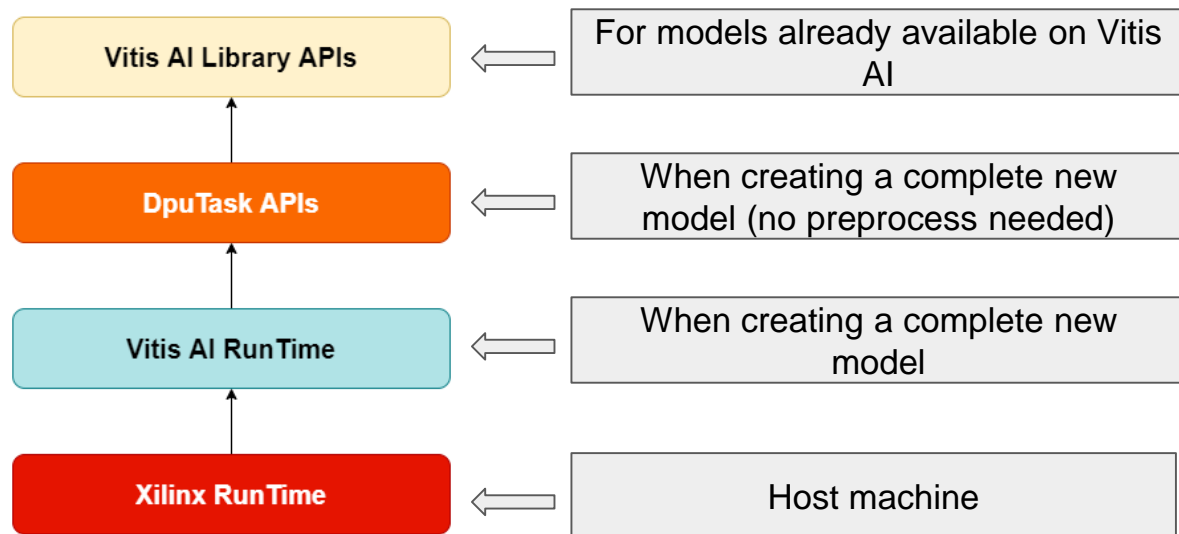 Vitis AI Library APIs
For models already available on Vitis
AI
DpuTask APIs
When creating a complete new
model (no preprocess needed)
Vitis AI RunTime
When creating a complete new
model
Xilinx RunTime
Host machine